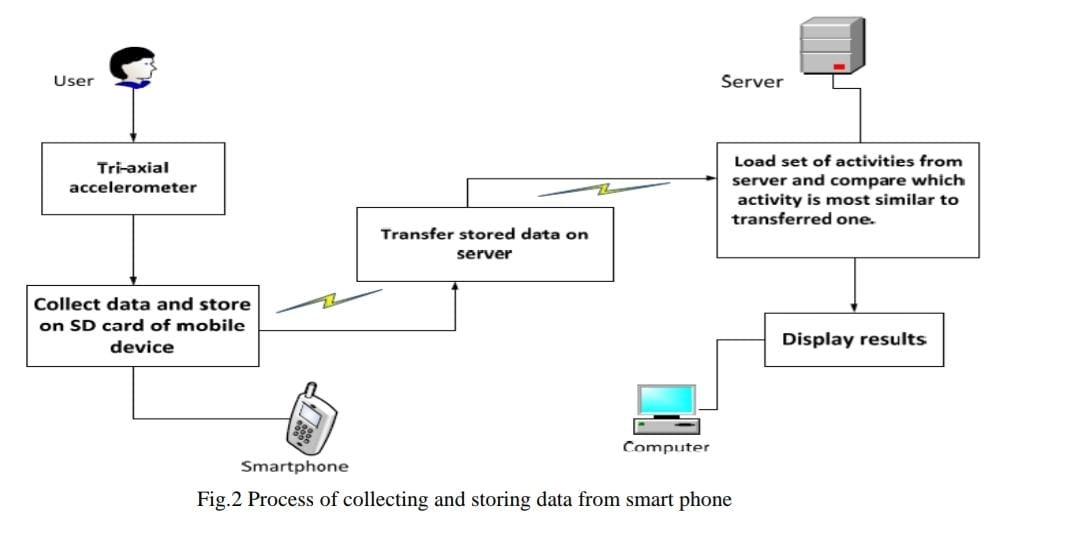 User
Tri-axial
accelerometer
Collect data and store
on SD card of mobile
device
Smartphone
Transfer stored data on
server
Server
Load set of activities from
server and compare which
activity is most similar to
transferred one.
Display results
Computer
Fig.2 Process of collecting and storing data from smart phone